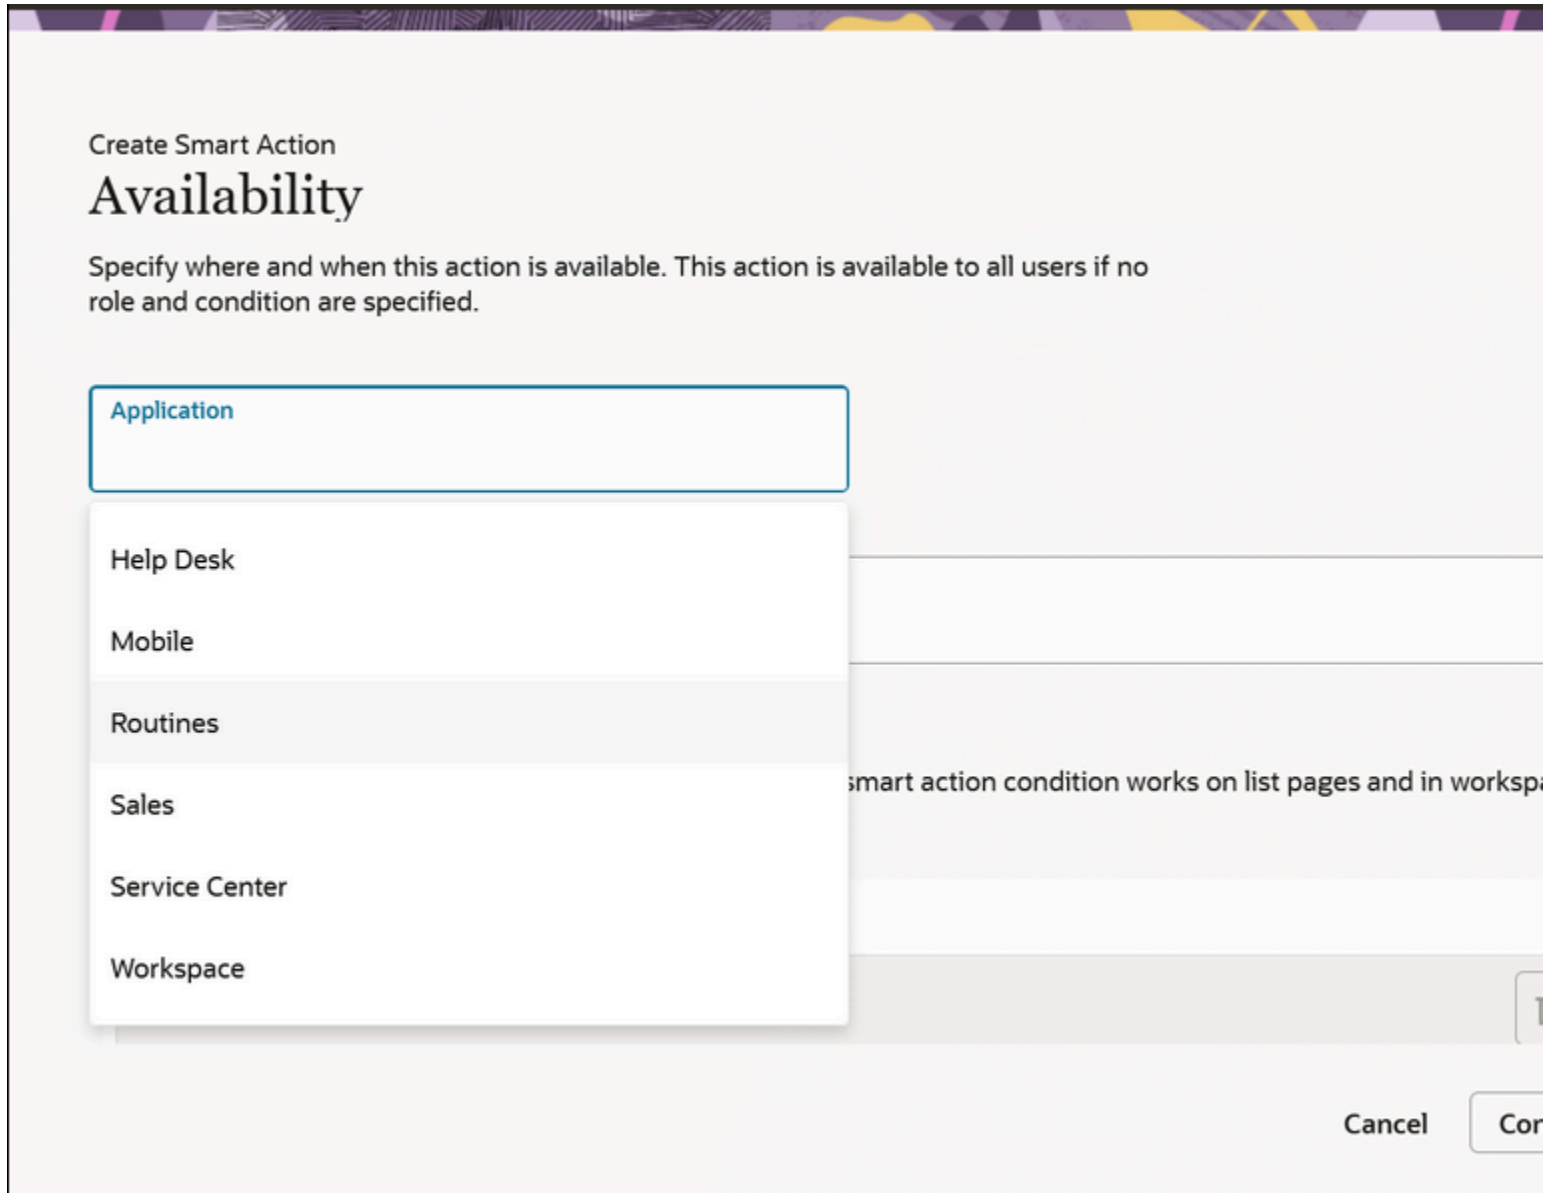 Create Smart Action
Availability
Specify where and when this action is available. This action is available to all users if no
role and condition are specified.
Application
Help Desk
Mobile
Routines
smart action condition works on list pages and in
Sales
Service Center
Workspace
Cancel